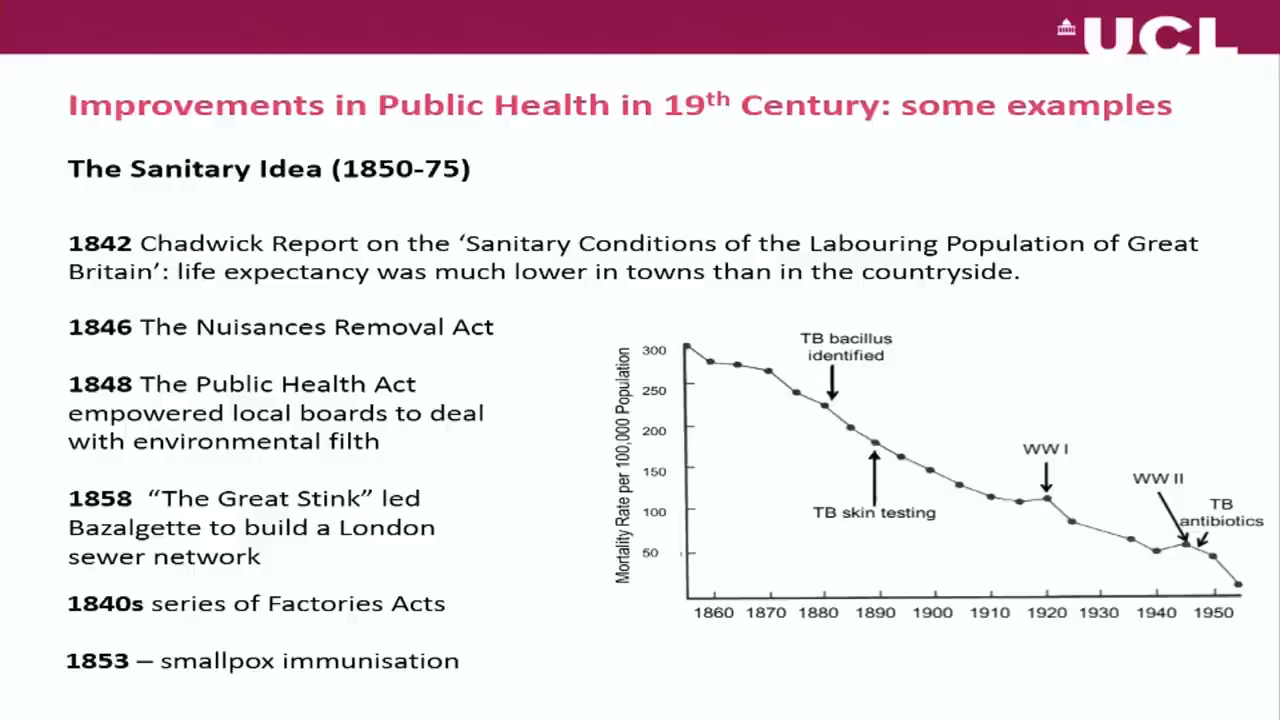 UCL
Improvements in Public Health in 19th Century: some examples
The Sanitary Idea (1850-75)
1842 Chadwick Report on the ‘Sanitary Conditions of the Labouring Population of Great
Britain’: life expectancy was much lower in towns than in the countryside.
1846 The Nuisances Removal Act
1848 The Public Health Act
empowered local boards to deal
with environmental filth
1858 “The Great Stink” led
Bazalgette to build a London
sewer network
1840s series of Factories Acts
1853 – smallpox immunisation
Mortality Rate per 100,000 Population
300
250
200
150
100
50
TB bacillus
identified
TB skin testing
WW I
WW II
TB
antibiotics
1860 1870 1880 1890 1900 1910 1920 1930 1940 1950